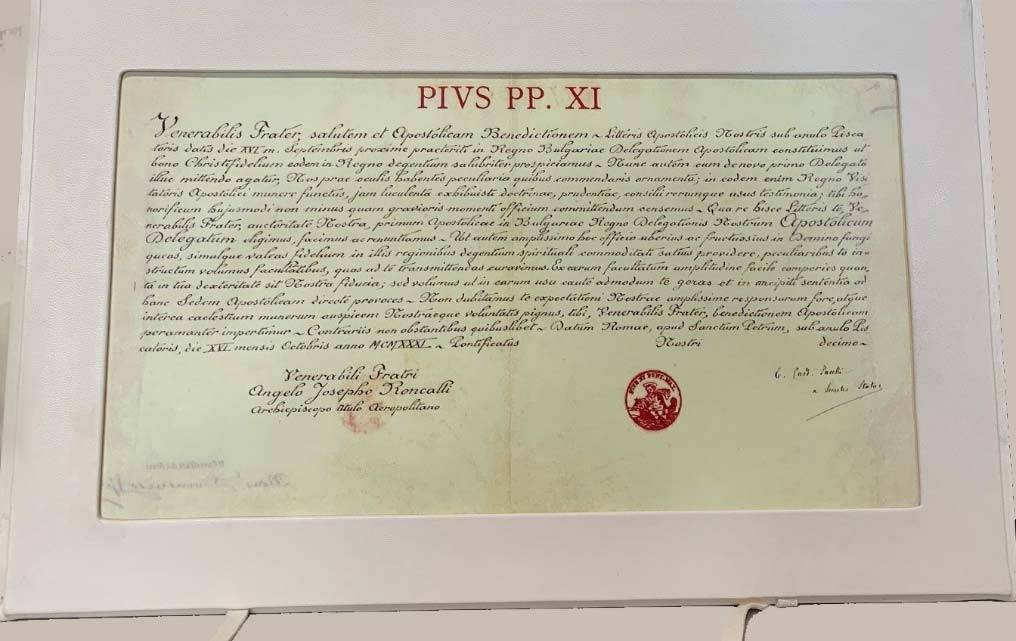 PIVS PP. XI
Venerabilis Frater, salutem et Apostolicam Benedictionem ~ Litteris Apostolicis Nostris sub anulo Pisca-
toris datis die XVI m. Septembris proxime praeteriti in Regno Bulgariae Delegationem Apostolicam constituimus ut
bono Christifidelium eodem in Regno degentium salubriter prospiciamus ~ Nunc autem cum de novo primo Delegato
illuc mittendo agatur, Nos prae oculis habentes peculiaria quibus commendaris ornamenta; in eodem enim Regno Visi-
tatoris Apostolici munere functus, jam luculenta exhibuisti doctrinae, prudentiae, consilii rerumque usus testimonia; tibi ho-
norificum hujusmodi non minus quam gravioris momenti officium committendum censemus ~ Quare hisce Litteris te, Ve-
nerabilis Frater, auctoritate Nostra, primum Apostolicae in Bulgariae Regno Delegationis Nostrum Apostolicum
Delegatum eligimus, facimus ac renuntiamus ~ Ut autem amplissimo hoc officio uberius ac fructuosius in Domino fungi
queas, simulque valeas fidelium in illis regionibus degentium spirituali commoditati satius providere, peculiaribus te in-
structum volumus facultatibus, quas ad te transmittendas curavimus. Ex earum facultatum amplitudine facile comperies quan-
ta in tua dexteritate sit Nostra fiducia; sed volumus ut in earum usu caute admodum te geras et in ancipiti sententia ad
hanc Sedem Apostolicam directe provoces ~ Non dubitamus te expectationi Nostrae amplissime responsurum fore, atque
interea caelestium munerum auspicem Nostraeque voluntatis pignus, tibi, Venerabilis Frater, benedictionem Apostolicam
peramanter impertimur ~ Contrariis non obstantibus quibuslibet ~ Datum Romae, apud Sanctum Petrum, sub anulo Pis-
catoris, die XVI mensis Octobris anno MCMXXXI ~ Pontificatus Nostri decimo ~
Venerabili Fratri
Angelo Josepho Roncalli
Archiepiscopo titulo Aeropolitano
E. Card. Pacelli
a Secretis Status